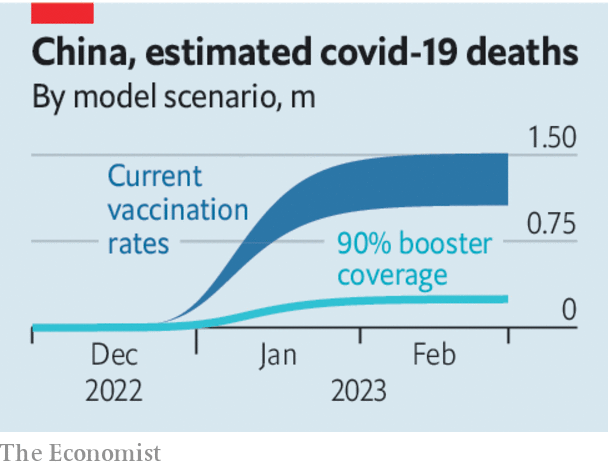 China, estimated covid-19 deaths
By model scenario, m
1.50
Current
vaccination
rates
0.75
90% booster
coverage
0
Dec
Jan
Feb
2022
2023
The Economist